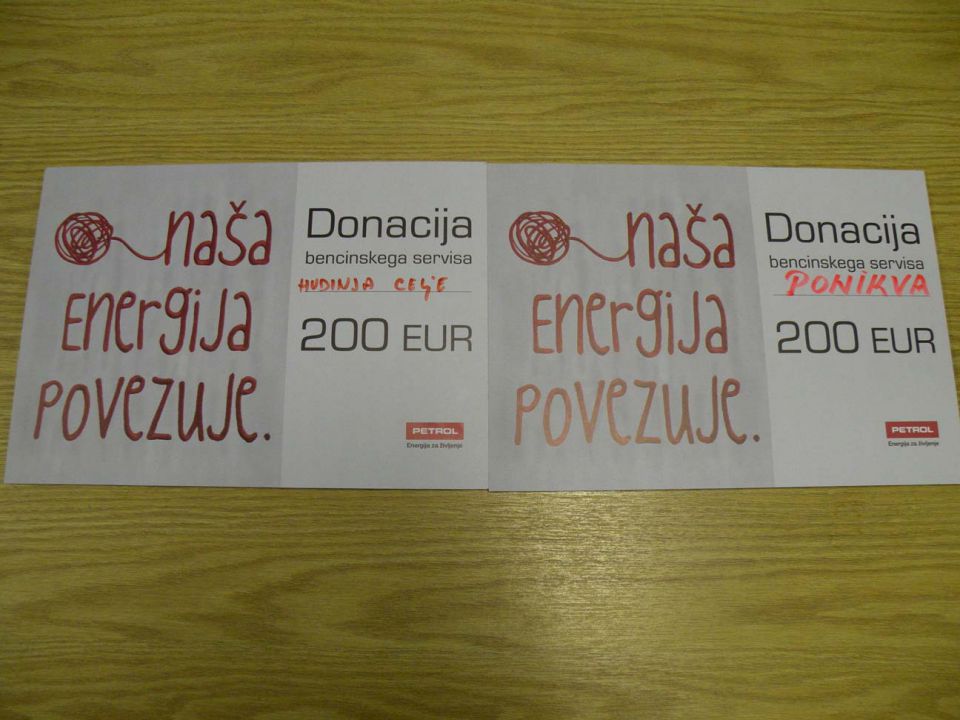 naša
ENERgIJA
POVEZUJE.
Donacija
bencinskega servisa
HUDINJA CELJE
200 EUR
PETROL
Energija za življenje
naša
ENERgIJA
POVEZUJE.
Donacija
bencinskega servisa
PONIKVA
200 EUR
PETROL
Energija za življenje